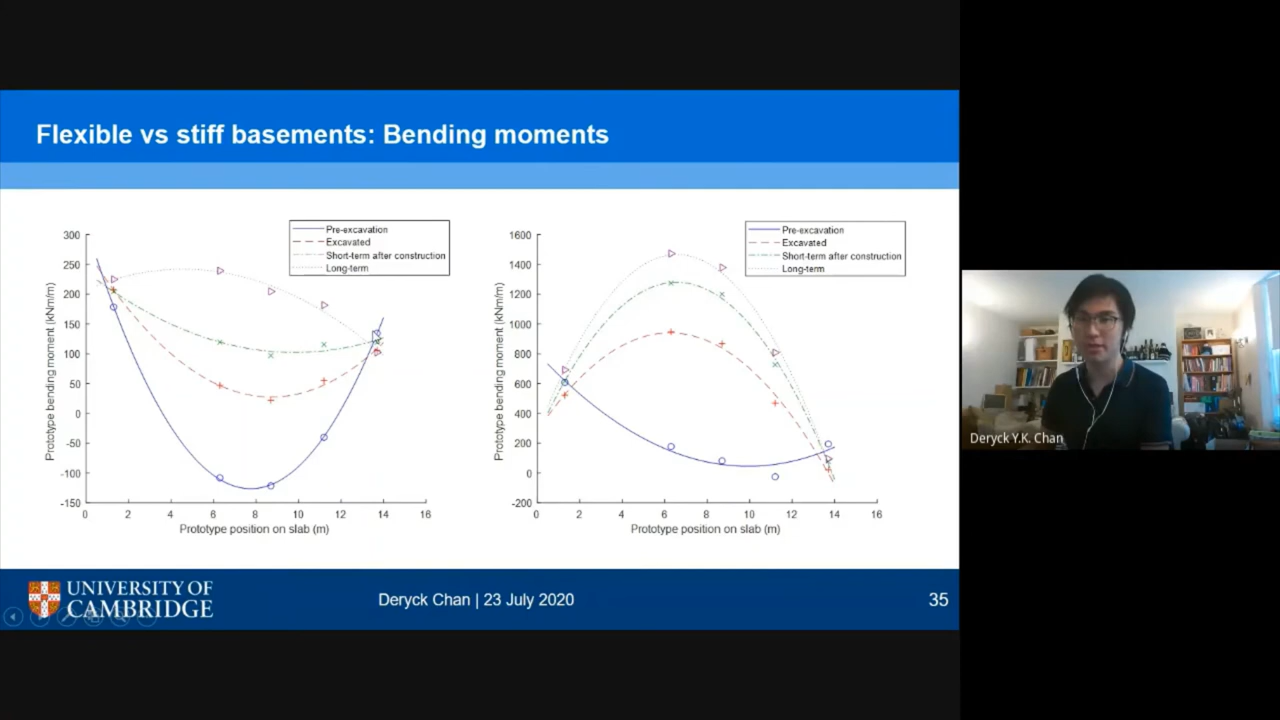 Flexible vs stiff basements: Bending moments
300
250
200
150
100
50
0
-50
-100
-150
0 2 4 6 8 10 12 14 16
Prototype bending moment (kNm/m)
Prototype position on slab (m)
Pre-excavation
Excavated
Short-term after construction
Long-term
1600
1400
1200
1000
800
600
400
200
0
-200
0 2 4 6 8 10 12 14 16
Prototype bending moment (kNm/m)
Prototype position on slab (m)
Pre-excavation
Excavated
Short-term after construction
Long-term
Deryck Y.K. Chan
UNIVERSITY OF
CAMBRIDGE
Deryck Chan | 23 July 2020
35